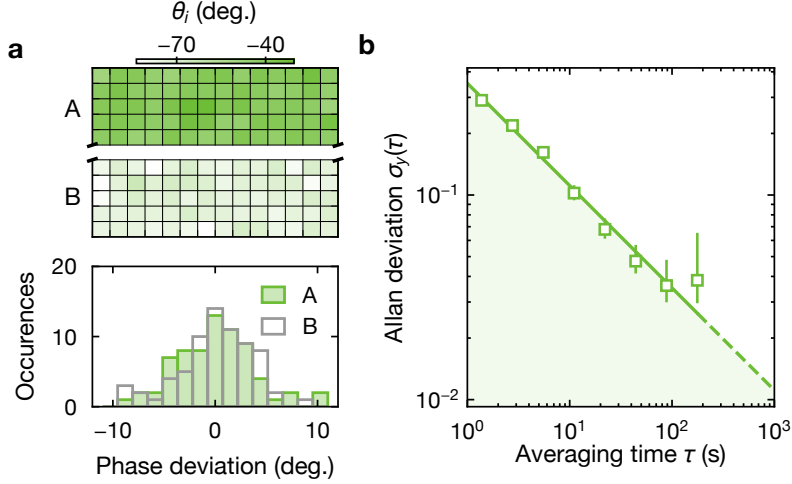 θi (deg.)
−70 −40
a
A
B
20
10
0
Occurences
A
B
−10 0 10
Phase deviation (deg.)
b
Allan deviation σy(τ)
10⁻¹
10⁻²
10⁰ 10¹ 10² 10³
Averaging time τ (s)